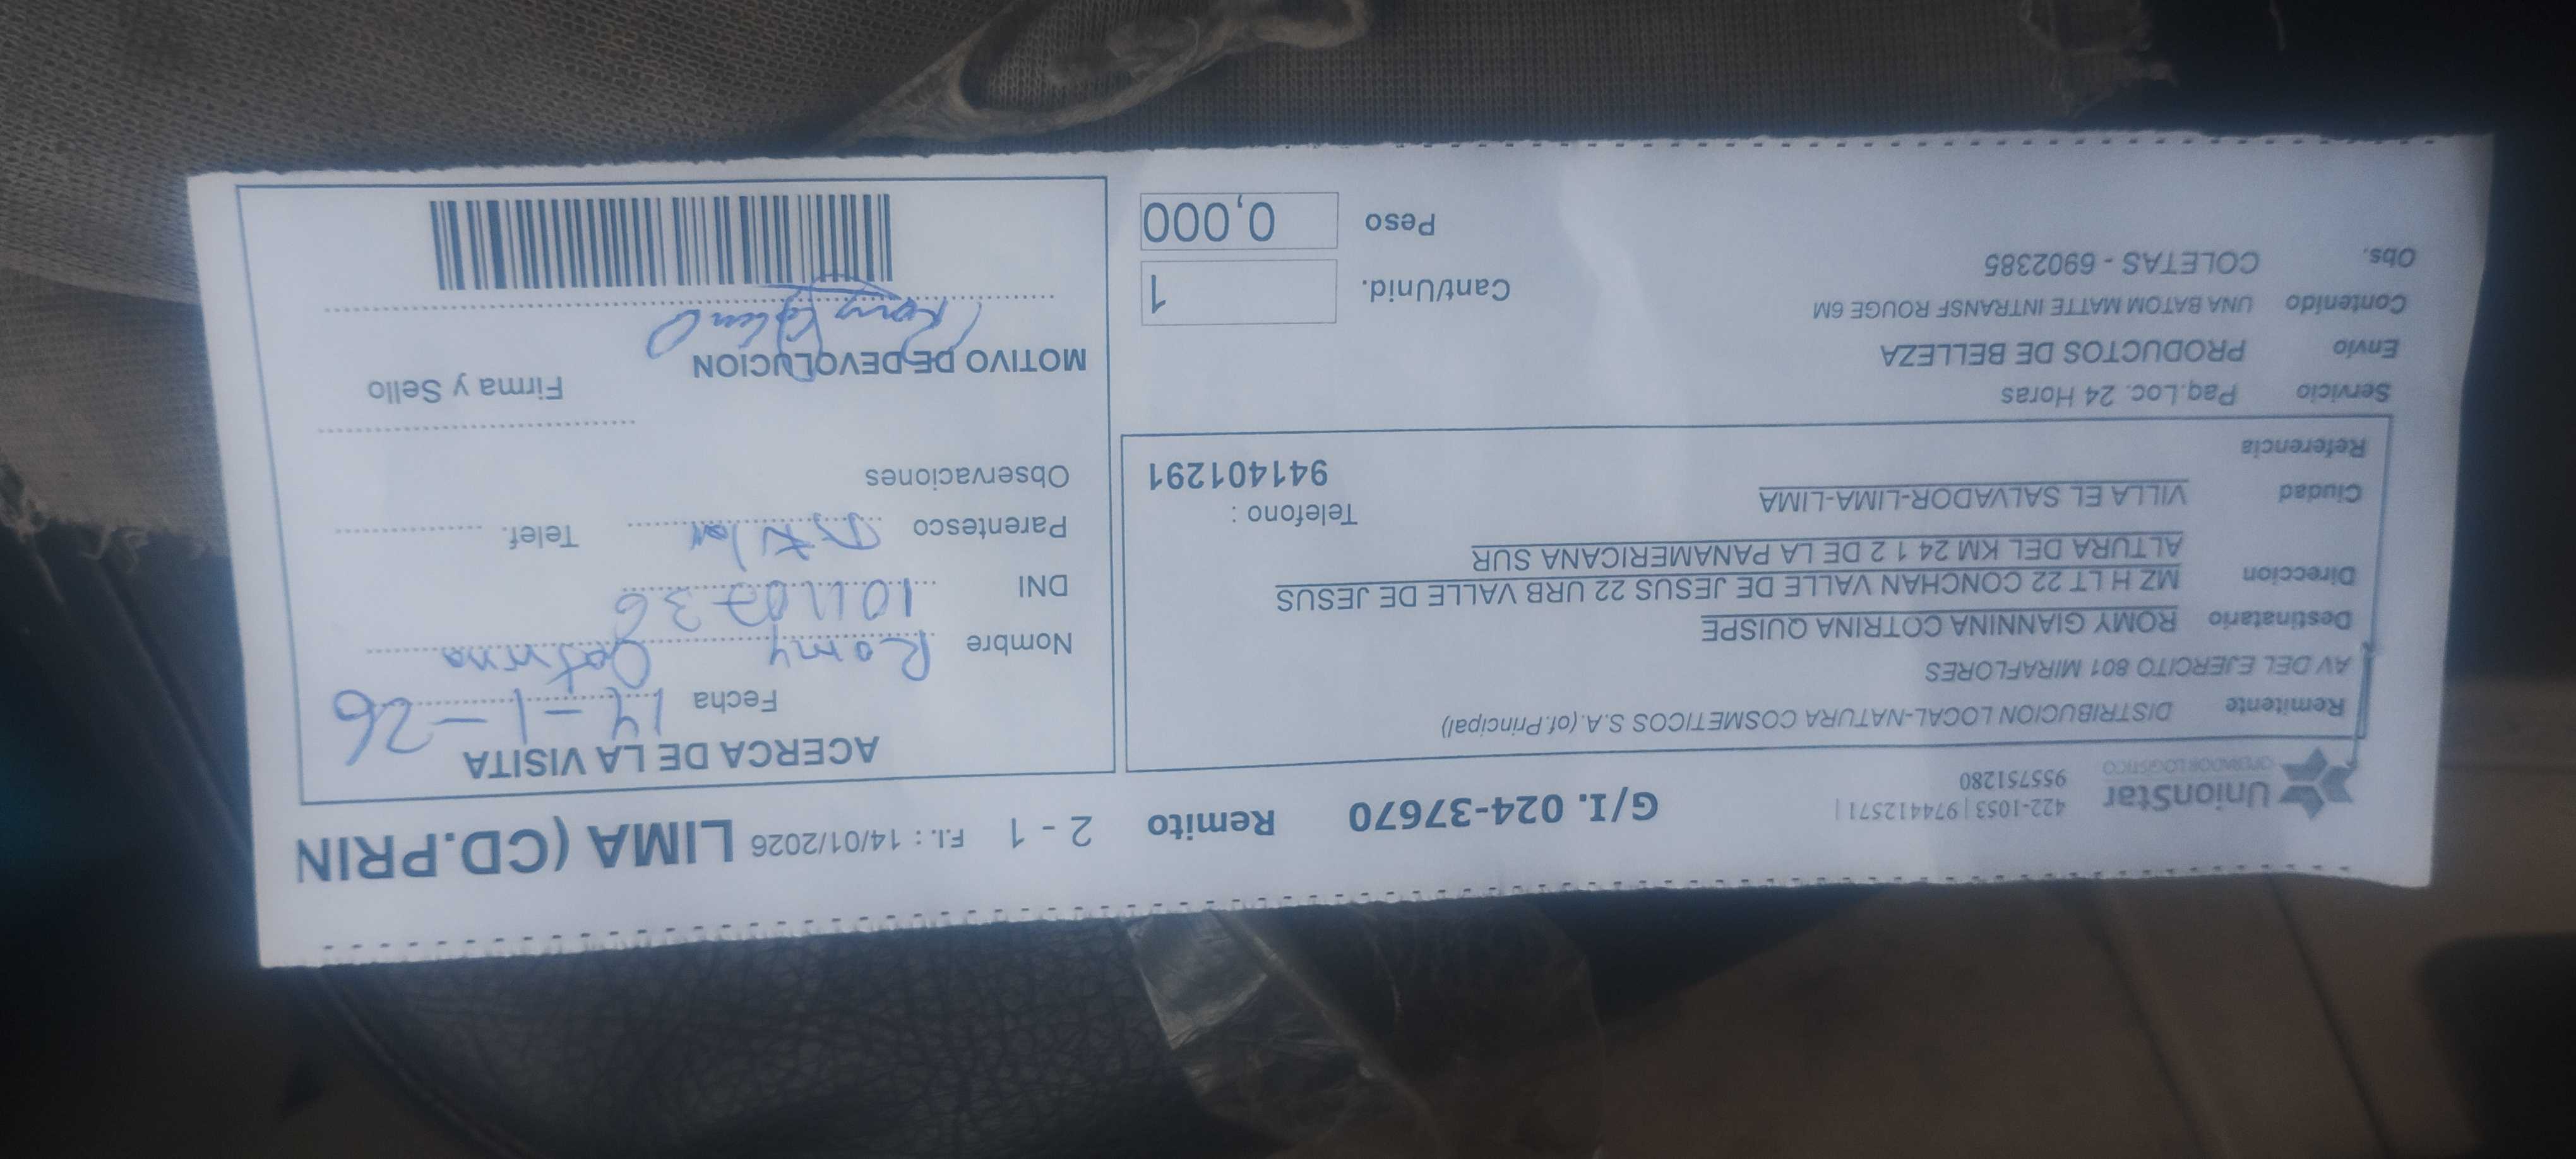 UnionStar
OPERADOR LOGISTICO
422-1053 | 974412571 |
955751280
G/I. 024-37670
Remito 2 - 1
F.I. : 14/01/2026
LIMA (CD.PRIN
Remitente DISTRIBUCION LOCAL-NATURA COSMETICOS S.A. (of.Principal)
AV DEL EJERCITO 801 MIRAFLORES
Destinatario ROMY GIANNINA COTRINA QUISPE
Direccion MZ H LT 22 CONCHAN VALLE DE JESUS 22 URB VALLE DE JESUS
ALTURA DEL KM 24 1 2 DE LA PANAMERICANA SUR
Ciudad VILLA EL SALVADOR-LIMA-LIMA
Telefono :
941401291
Referencia
Servicio Paq.Loc. 24 Horas
Envio PRODUCTOS DE BELLEZA
Contenido UNA BATOM MATTE INTRANSF ROUGE 6M
Obs. COLETAS - 6902385
Cant/Unid. 1
Peso 0,000
ACERCA DE LA VISITA
Fecha 14-1-26
Nombre Romy Cotrina
DNI 10110736
Parentesco Titular Telef.
Observaciones
Firma y Sello
MOTIVO DE DEVOLUCION